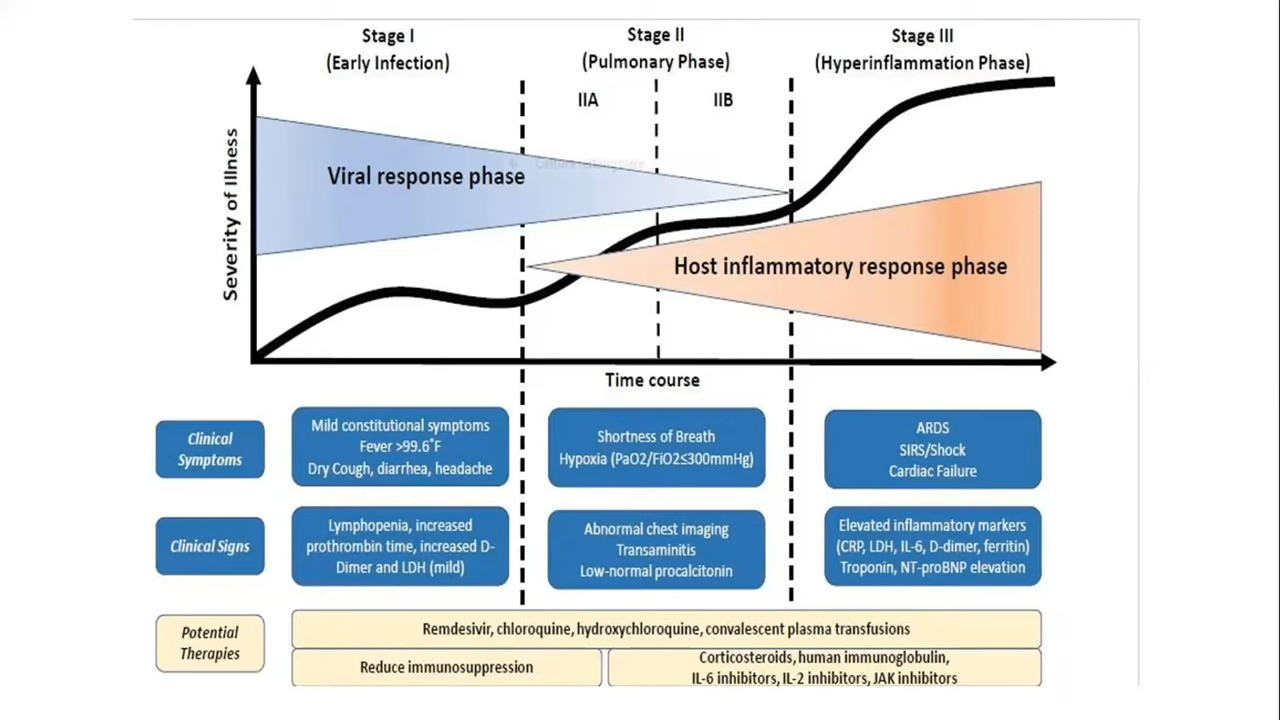 Stage I
(Early Infection)
Stage II
(Pulmonary Phase)
Stage III
(Hyperinflammation Phase)
IIA
IIB
Severity of Illness
Viral response phase
Host inflammatory response phase
Time course
Clinical
Symptoms
Mild constitutional symptoms
Fever >99.6°F
Dry Cough, diarrhea, headache
Shortness of Breath
Hypoxia (PaO2/FiO2≤300mmHg)
ARDS
SIRS/Shock
Cardiac Failure
Clinical Signs
Lymphopenia, increased
prothrombin time, increased D-
Dimer and LDH (mild)
Abnormal chest imaging
Transaminitis
Low-normal procalcitonin
Elevated inflammatory markers
(CRP, LDH, IL-6, D-dimer, ferritin)
Troponin, NT-proBNP elevation
Potential
Therapies
Remdesivir, chloroquine, hydroxychloroquine, convalescent plasma transfusions
Reduce immunosuppression
Corticosteroids, human immunoglobulin,
IL-6 inhibitors, IL-2 inhibitors, JAK inhibitors